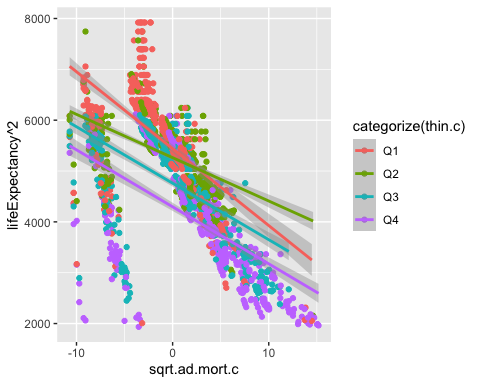 8000
6000
4000
2000
lifeExpectancy^2
-10
0
10
sqrt.ad.mort.c
categorize(thin.c)
Q1
Q2
Q3
Q4